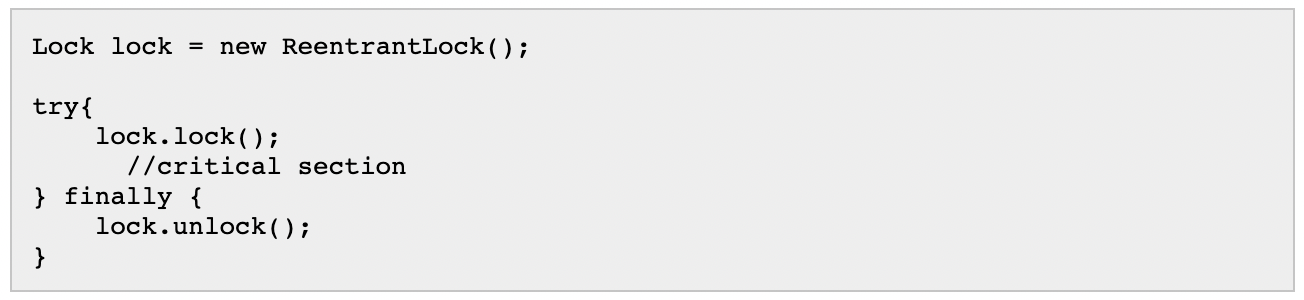 Lock lock = new ReentrantLock();

try{
    lock.lock();
      //critical section
} finally {
    lock.unlock();
}